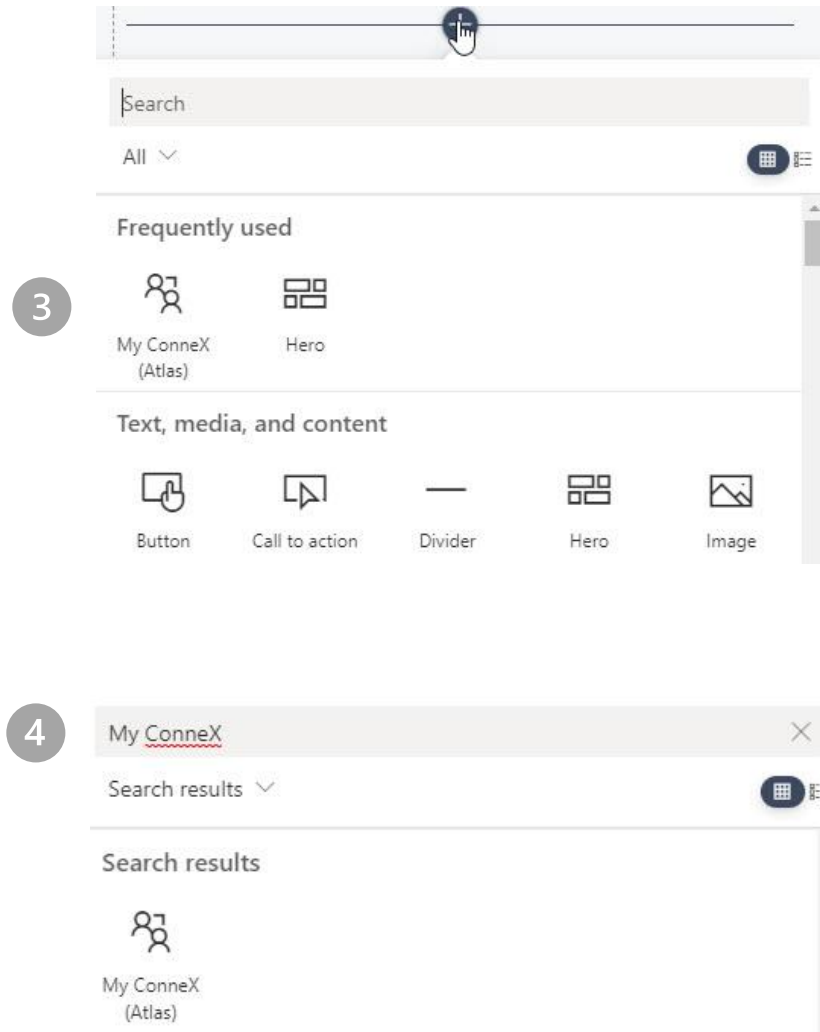 Search
All
Frequently used
3
My ConneX
(Atlas)
Hero
Text, media, and content
Button
Call to action
Divider
Hero
Image
4
My ConneX
Search results
Search results
My ConneX
(Atlas)